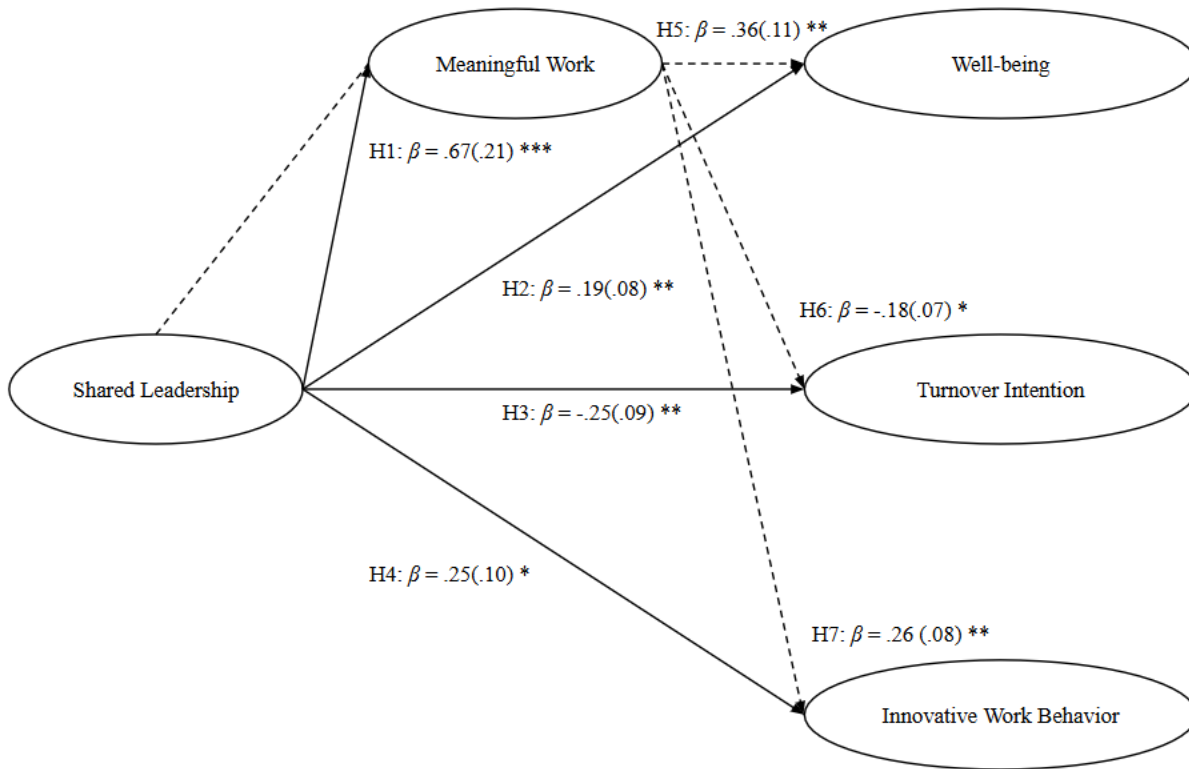 H5: β = .36(.11) **
Meaningful Work
Well-being
H1: β = .67(.21) ***
H2: β = .19(.08) **
H6: β = -.18(.07) *
Shared Leadership
Turnover Intention
H3: β = -.25(.09) **
H4: β = .25(.10) *
H7: β = .26 (.08) **
Innovative Work Behavior